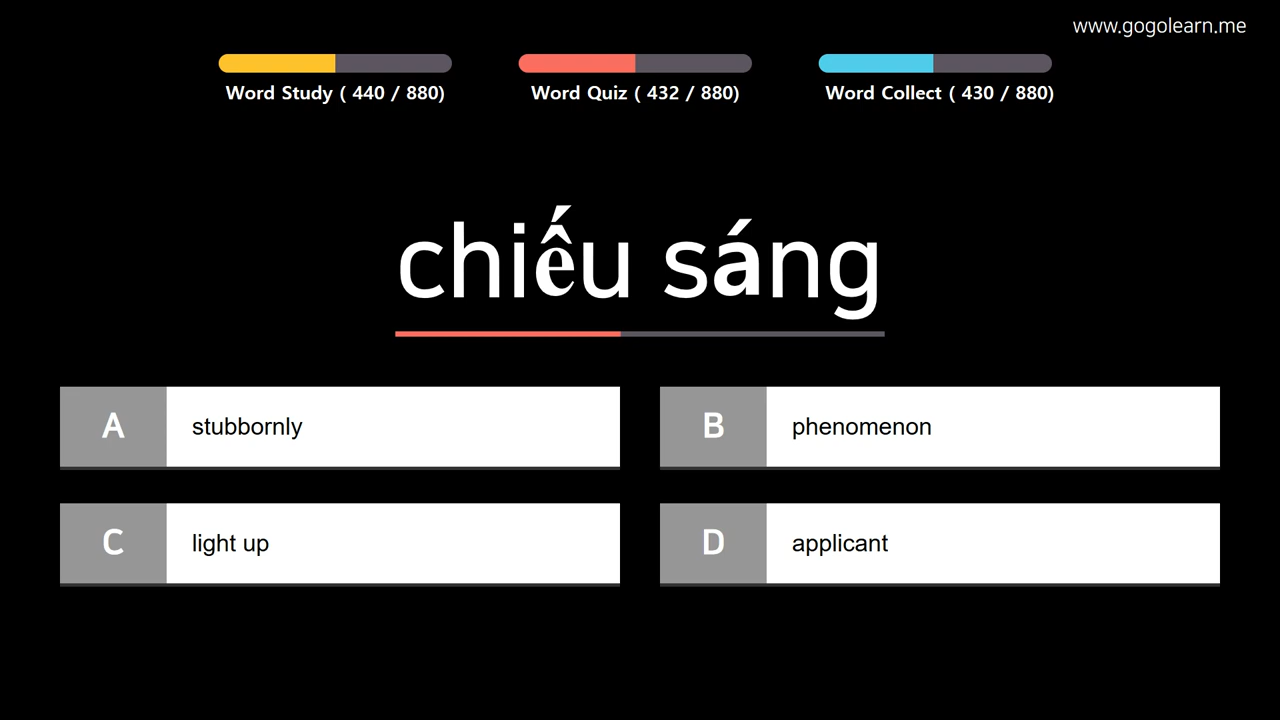 www.gogolearn.me
Word Study ( 440 / 880)
Word Quiz ( 432 / 880)
Word Collect ( 430 / 880)
chiếu sáng
A
stubbornly
B
phenomenon
C
light up
D
applicant